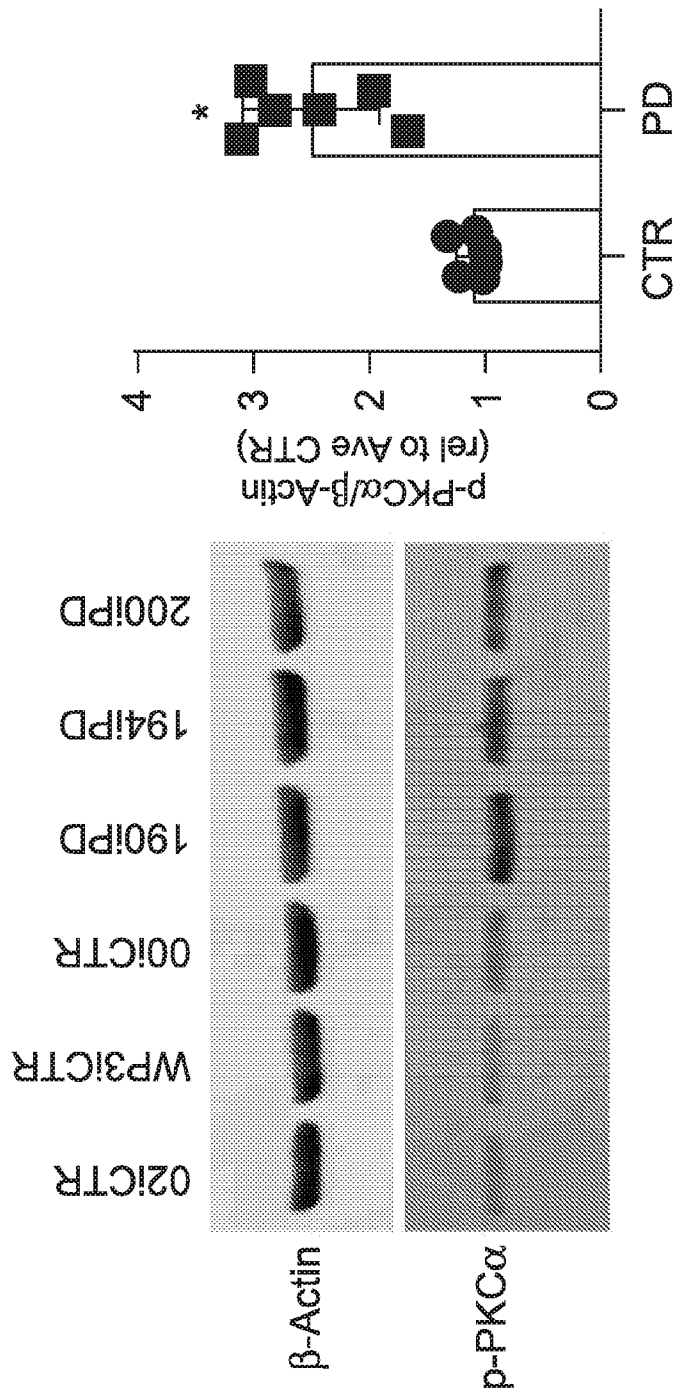 02iCTR
WP3iCTR
00iCTR
190iPD
194iPD
200iPD
β-Actin
p-PKCα
p-PKCα/β-Actin
(rel to Ave CTR)
4
3
2
1
0
*
CTR
PD